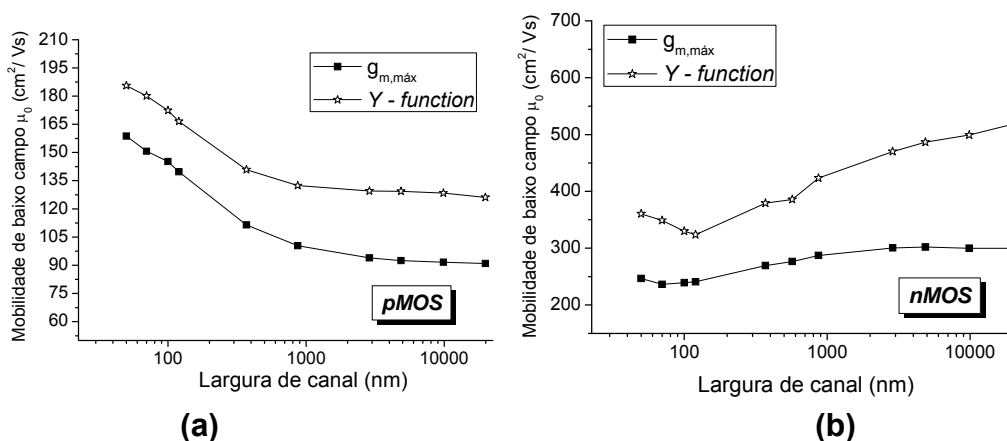 Mobilidade de baixo campo μ₀ (cm²/ Vs)
210
195
180
165
150
135
120
105
90
75
60
g m,máx
Y - function
pMOS
100
1000
10000
Largura de canal (nm)
(a)
Mobilidade de baixo campo μ₀ (cm²/ Vs)
700
600
500
400
300
200
g m,máx
Y - function
nMOS
100
1000
10000
Largura de canal (nm)
(b)